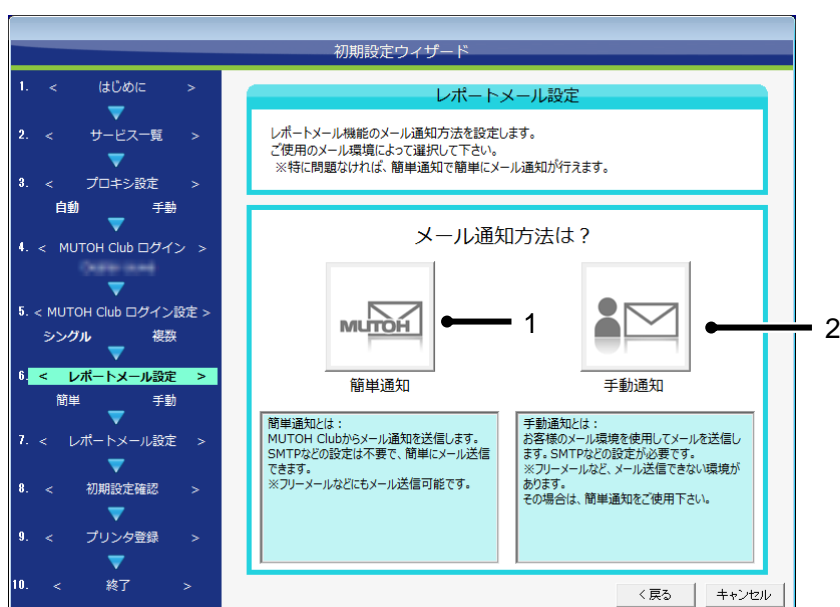 初期設定ウィザード
1. < はじめに >
2. < サービス一覧 >
3. < プロキシ設定 >
自動 手動
4. < MUTOH Club ログイン >
5. < MUTOH Club ログイン設定 >
シングル 複数
6. < レポートメール設定 >
簡単 手動
7. < レポートメール設定 >
8. < 初期設定確認 >
9. < プリンタ登録 >
10. < 終了 >
レポートメール設定
レポートメール機能のメール通知方法を設定します。
ご使用のメール環境によって選択して下さい。
※特に問題なければ、簡単通知で簡単にメール通知が行えます。
メール通知方法は？
MUTOH
1
2
簡単通知
手動通知
簡単通知とは：
MUTOH Clubからメール通知を送信します。
SMTPなどの設定は不要で、簡単にメール送信
できます。
※フリーメールなどにもメール送信可能です。
手動通知とは：
お客様のメール環境を使用してメールを送信し
ます。SMTPなどの設定が必要です。
※フリーメールなど、メール送信できない環境が
あります。
その場合は、簡単通知をご使用下さい。
< 戻る
キャンセル